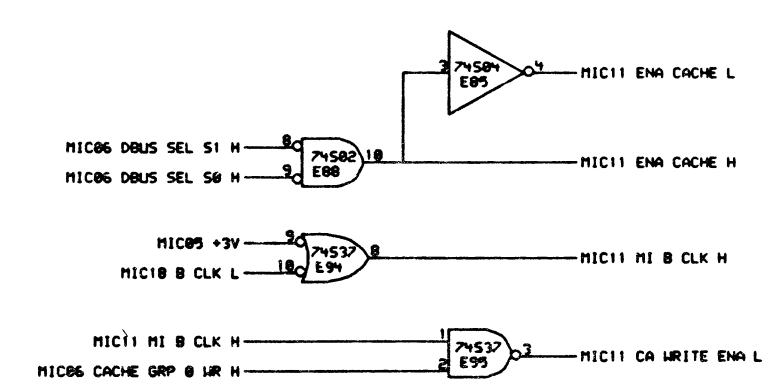 3 74S04 4 MIC11 ENA CACHE L
E85
MIC06 DBUS SEL S1 H 8 74S02 10 MIC11 ENA CACHE H
MIC06 DBUS SEL S0 H 9 E88
MIC05 +3V 9 74S37 8 MIC11 MI B CLK H
MIC10 B CLK L 10 E94
MIC11 MI B CLK H 1 74S37 3 MIC11 CA WRITE ENA L
MIC06 CACHE GRP 0 WR H 2 E95